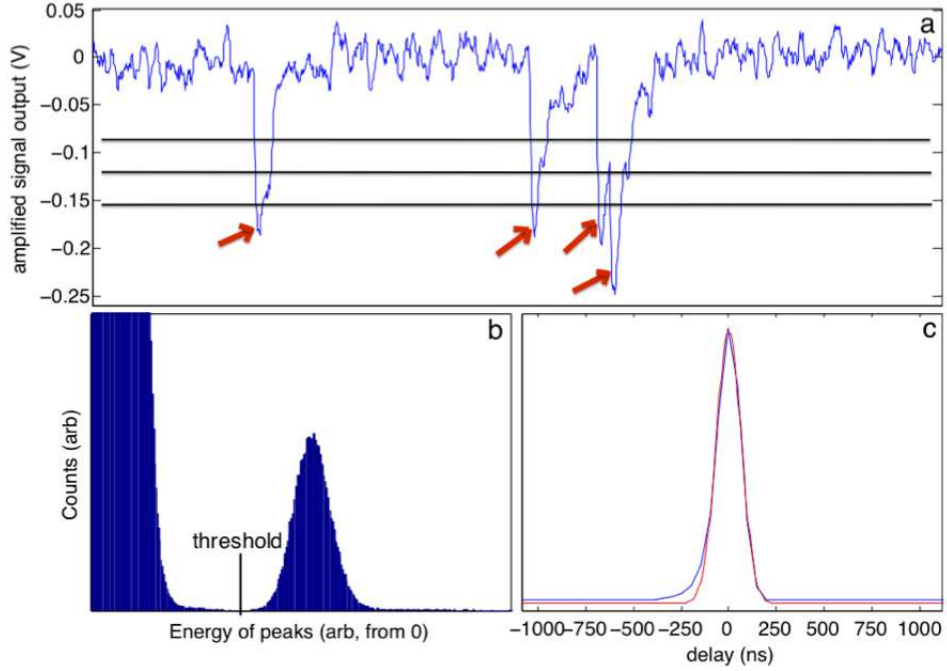 a
amplified signal output (V)
0.05
0
−0.05
−0.1
−0.15
−0.2
−0.25
b
Counts (arb)
threshold
Energy of peaks (arb, from 0)
c
−1000 −750 −500 −250 0 250 500 750 1000
delay (ns)